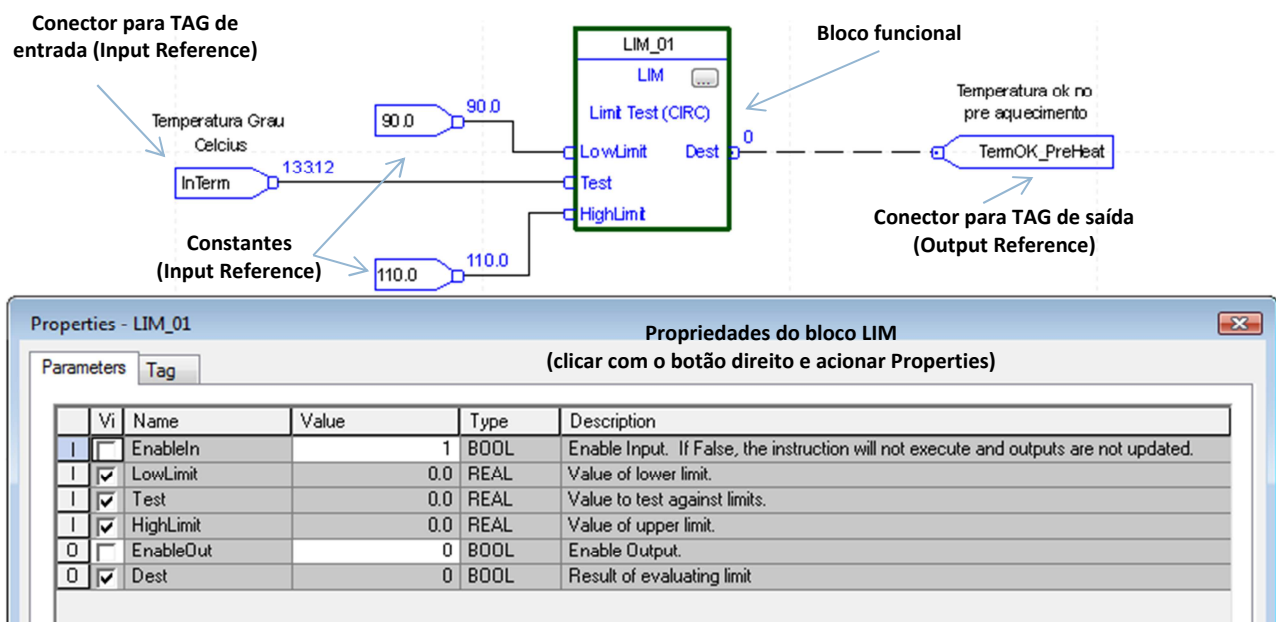 Conector para TAG de
entrada (Input Reference)
Temperatura Grau
Celcius
InTerm
133.12
90.0
90.0
Constantes
(Input Reference)
110.0
110.0
LIM_01
LIM
...
Limit Test (CIRC)
LowLimit Dest
Test
HighLimit
0
Bloco funcional
Temperatura ok no
pre aquecimento
TermOK_PreHeat
Conector para TAG de saída
(Output Reference)
Properties - LIM_01
Propriedades do bloco LIM
(clicar com o botão direito e acionar Properties)
Parameters Tag
Vi Name Value Type Description
I EnableIn 1 BOOL Enable Input. If False, the instruction will not execute and outputs are not updated.
I LowLimit 0.0 REAL Value of lower limit.
I Test 0.0 REAL Value to test against limits.
I HighLimit 0.0 REAL Value of upper limit.
O EnableOut 0 BOOL Enable Output.
O Dest 0 BOOL Result of evaluating limit